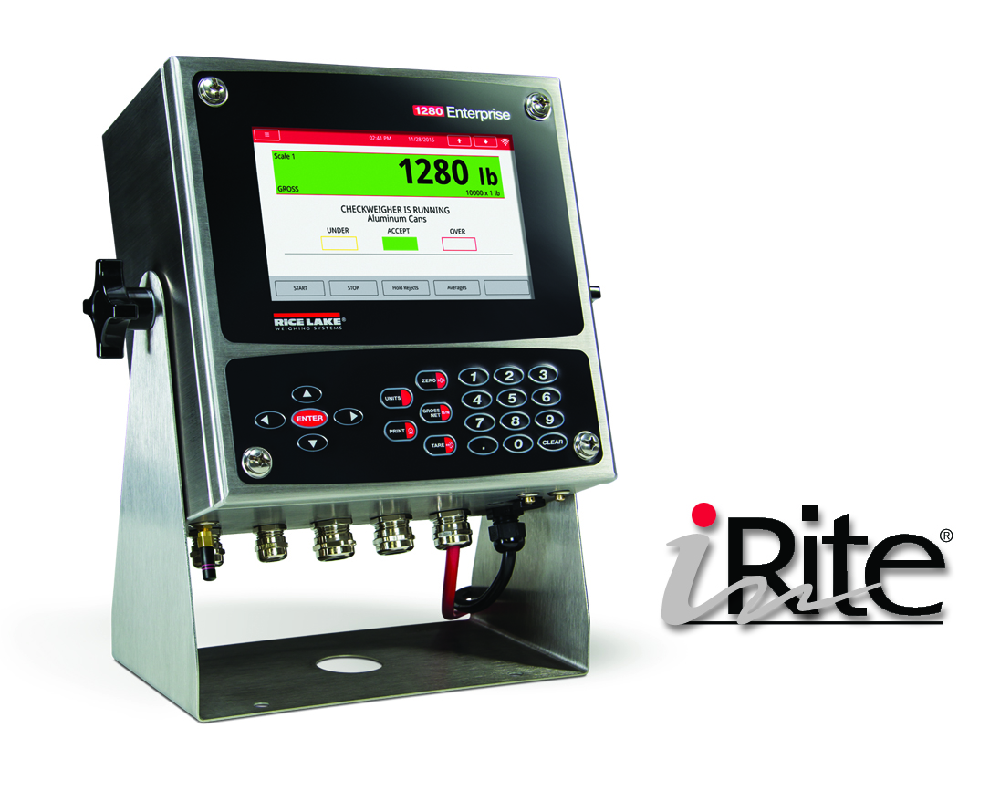 1280 Enterprise
02:41 PM 11/28/2015
Scale 1
1280 lb
GROSS
10000 x 1 lb
CHECKWEIGHER IS RUNNING
Aluminum Cans
UNDER ACCEPT OVER
START STOP Hold Rejects Averages
RICE LAKE®
WEIGHING SYSTEMS
ENTER
UNITS
PRINT
ZERO
GROSS
NET G/N
TARE
1 2 3
4 5 6
7 8 9
. 0 CLEAR
iRite®